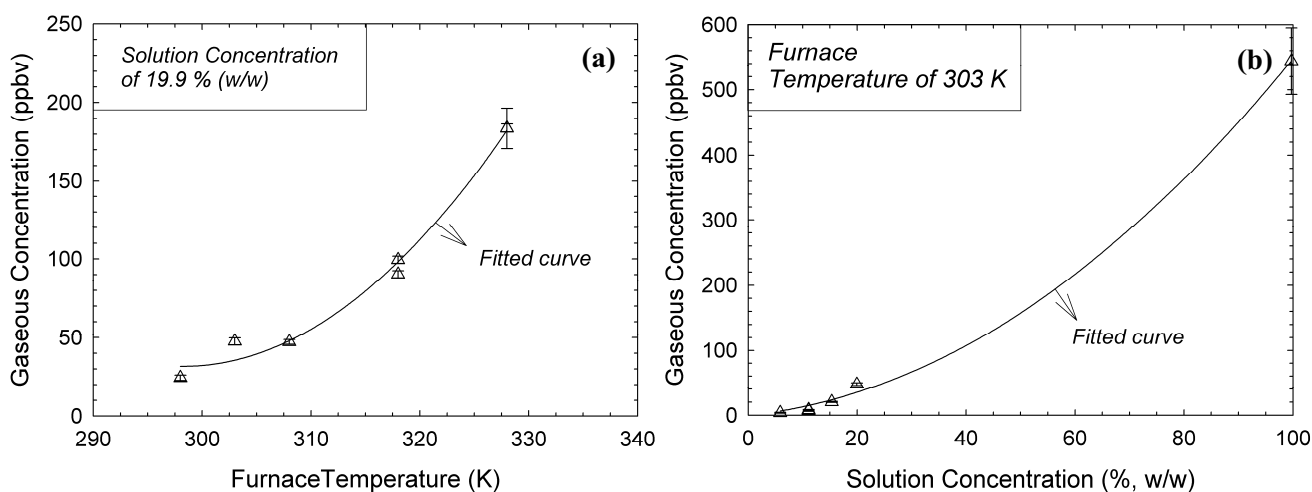 250
200
150
100
50
0
290
300
310
320
330
340
Gaseous Concentration (ppbv)
FurnaceTemperature (K)
Solution Concentration
of 19.9 % (w/w)
(a)
Fitted curve
600
500
400
300
200
100
0
0
20
40
60
80
100
Gaseous Concentration (ppbv)
Solution Concentration (%, w/w)
Furnace
Temperature of 303 K
(b)
Fitted curve